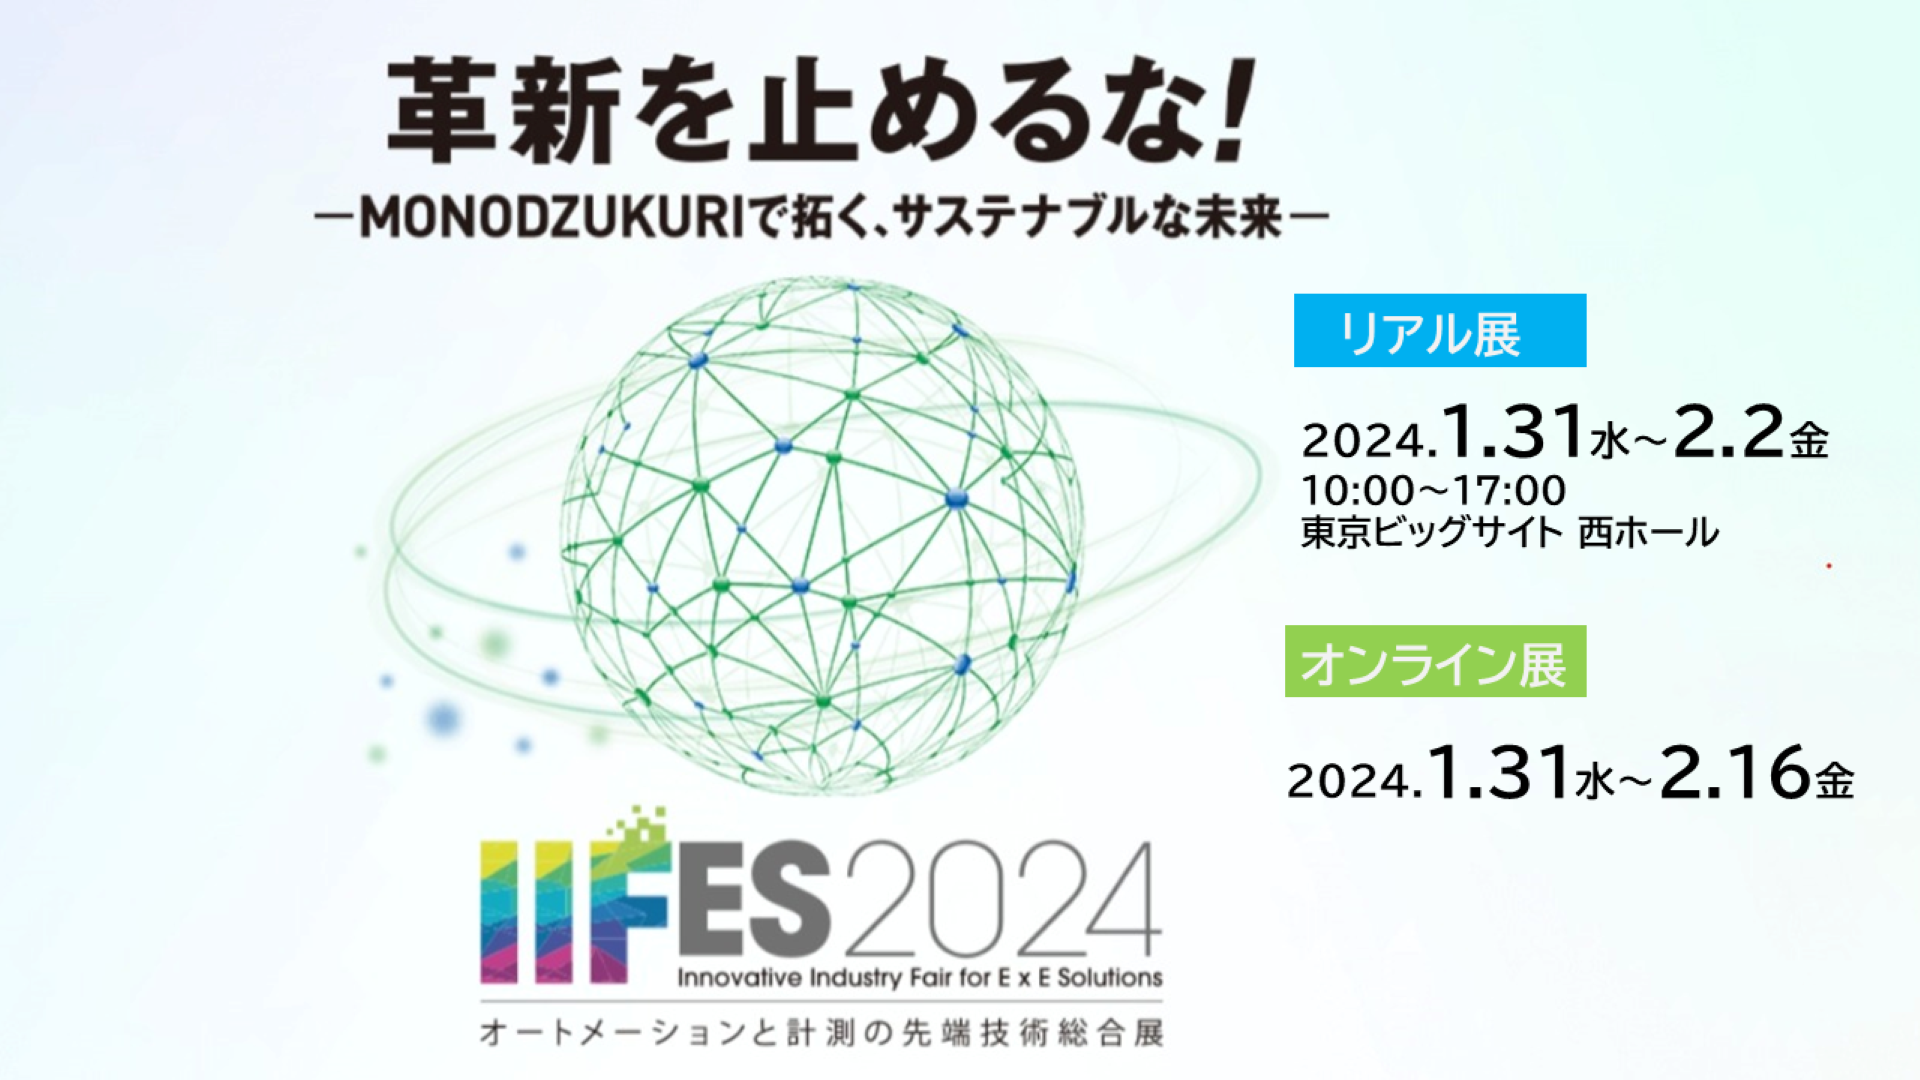 革新を止めるな!
―MONODZUKURIで拓く、サステナブルな未来―
リアル展
2024.1.31水～2.2金
10:00～17:00
東京ビッグサイト 西ホール
オンライン展
2024.1.31水～2.16金
IIFES2024
Innovative Industry Fair for E x E Solutions
オートメーションと計測の先端技術総合展